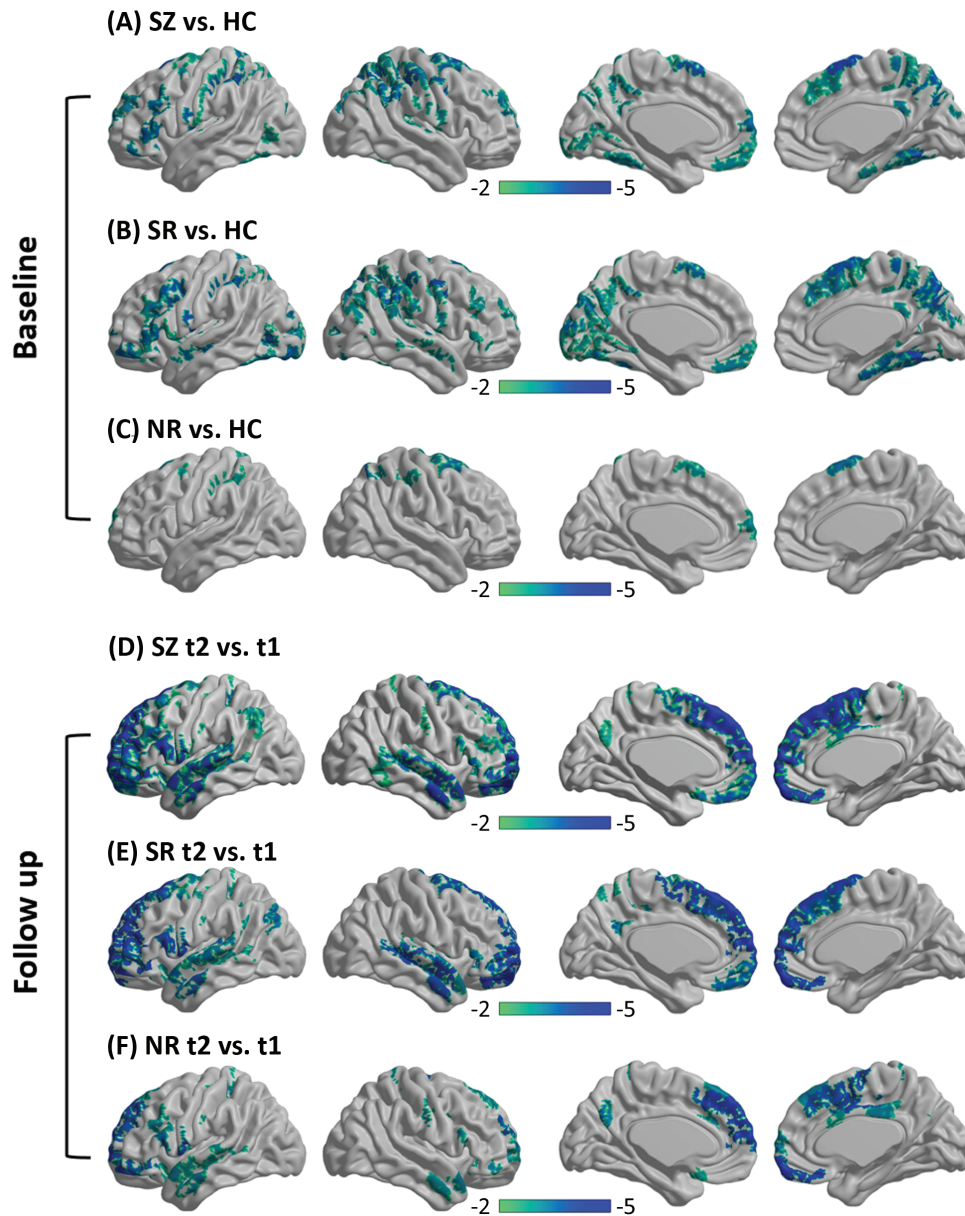 (A) SZ vs. HC
-2 -5
(B) SR vs. HC
Baseline
-2 -5
(C) NR vs. HC
-2 -5
(D) SZ t2 vs. t1
-2 -5
(E) SR t2 vs. t1
Follow up
-2 -5
(F) NR t2 vs. t1
-2 -5